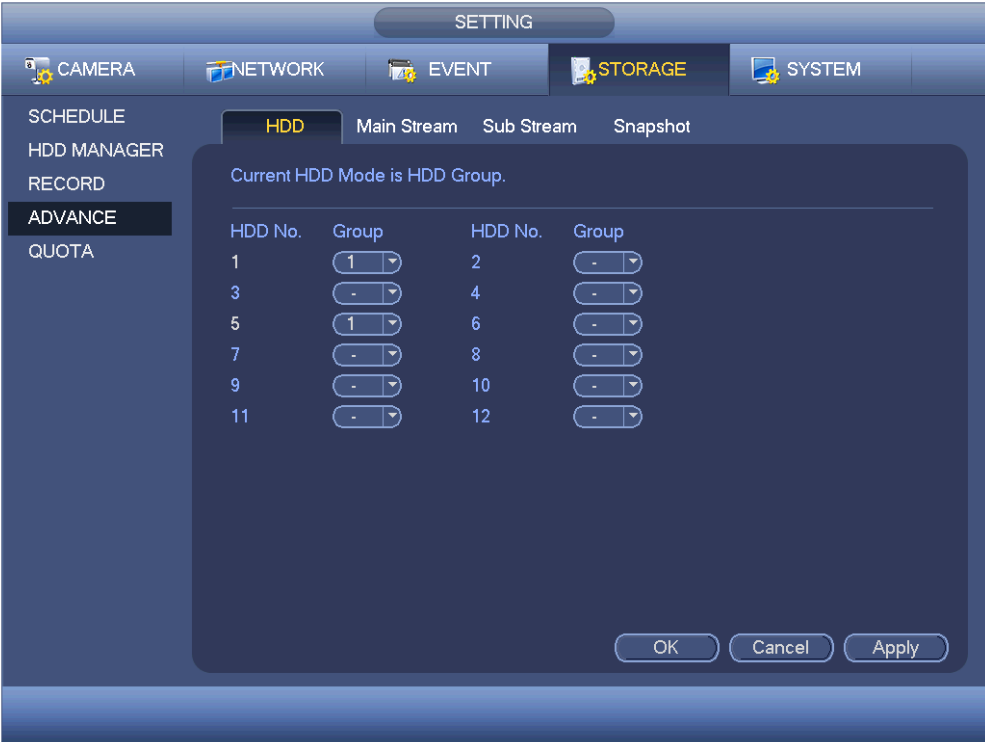 SETTING
CAMERA NETWORK EVENT STORAGE SYSTEM
SCHEDULE
HDD MANAGER
RECORD
ADVANCE
QUOTA
HDD Main Stream Sub Stream Snapshot
Current HDD Mode is HDD Group.
HDD No. Group HDD No. Group
1 1 2 -
3 - 4 -
5 1 6 -
7 - 8 -
9 - 10 -
11 - 12 -
OK Cancel Apply